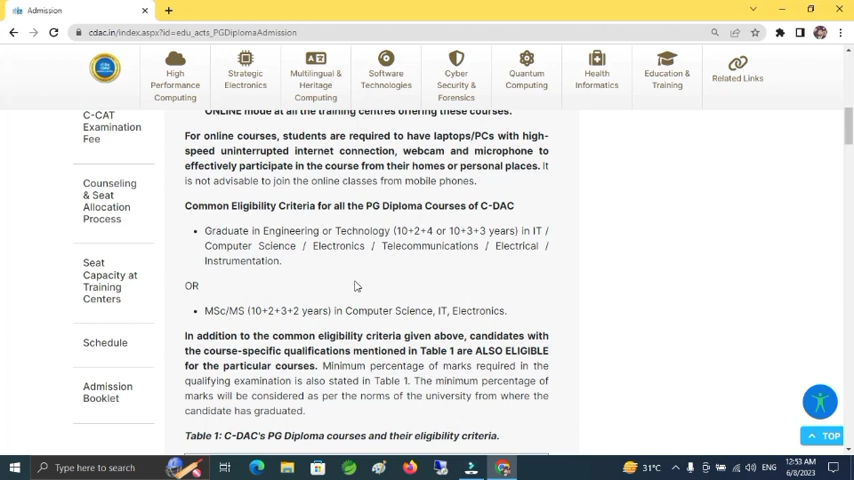 Admission
cdac.in/index.aspx?id=edu_acts_PGDiplomaAdmission
High Performance Computing
Strategic Electronics
Multilingual & Heritage Computing
Software Technologies
Cyber Security & Forensics
Quantum Computing
Health Informatics
Education & Training
Related Links
C-CAT
Examination
Fee
Counseling
& Seat
Allocation
Process
Seat
Capacity at
Training
Centers
Schedule
Admission
Booklet
ONLINE mode at all the training centres offering these courses.
For online courses, students are required to have laptops/PCs with high-
speed uninterrupted internet connection, webcam and microphone to
effectively participate in the course from their homes or personal places. It
is not advisable to join the online classes from mobile phones.
Common Eligibility Criteria for all the PG Diploma Courses of C-DAC
• Graduate in Engineering or Technology (10+2+4 or 10+3+3 years) in IT /
Computer Science / Electronics / Telecommunications / Electrical /
Instrumentation.
OR
• MSc/MS (10+2+3+2 years) in Computer Science, IT, Electronics.
In addition to the common eligibility criteria given above, candidates with
the course-specific qualifications mentioned in Table 1 are ALSO ELIGIBLE
for the particular courses. Minimum percentage of marks required in the
qualifying examination is also stated in Table 1. The minimum percentage of
marks will be considered as per the norms of the university from where the
candidate has graduated.
Table 1: C-DAC's PG Diploma courses and their eligibility criteria.
TOP
Type here to search
31°C
ENG
12:53 AM
6/8/2023